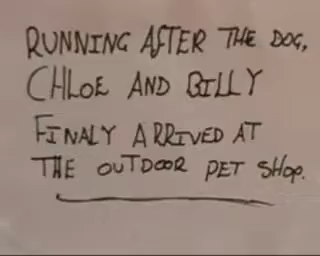 RUNNING AFTER THE DOG,
CHLOE AND BILLY
FINALY ARRIVED AT
THE OUTDOOR PET SHOP.